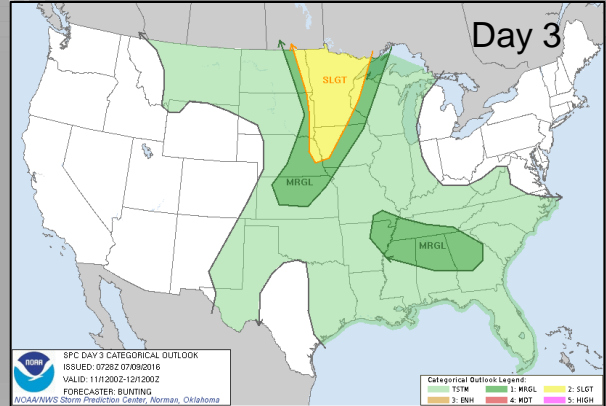 Day 3
SLGT
MRGL
MRGL
NOAA
SPC DAY 3 CATEGORICAL OUTLOOK
ISSUED: 0728Z 07/09/2016
VALID: 11/1200Z-12/1200Z
FORECASTER: BUNTING
NOAA/NWS Storm Prediction Center, Norman, Oklahoma
Categorical Outlook Legend:
TSTM 1: MRGL 2: SLGT
3: ENH 4: MDT 5: HIGH